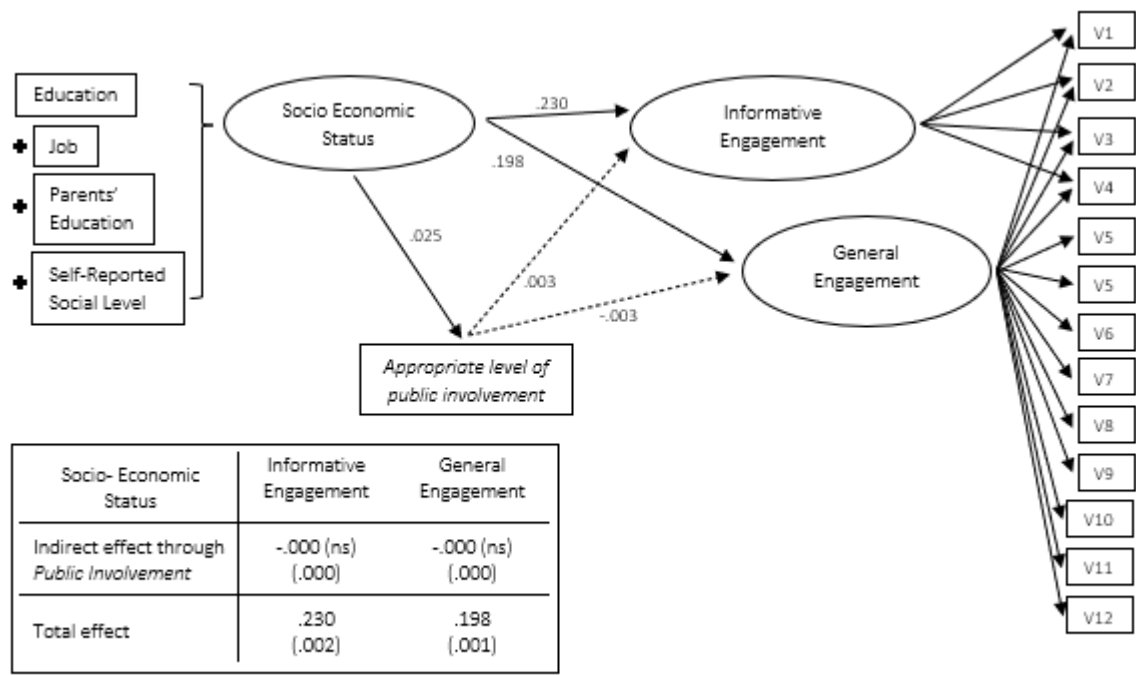 Education
Job
Parents'
Education
Self-Reported
Social Level
Socio Economic
Status
.230
.198
.025
Informative
Engagement
General
Engagement
.003
-.003
Appropriate level of
public involvement
V1
V2
V3
V4
V5
V5
V6
V7
V8
V9
V10
V11
V12
Socio- Economic
Status
Informative
Engagement
General
Engagement
Indirect effect through
Public Involvement
-.000 (ns)
(.000)
-.000 (ns)
(.000)
Total effect
.230
(.002)
.198
(.001)